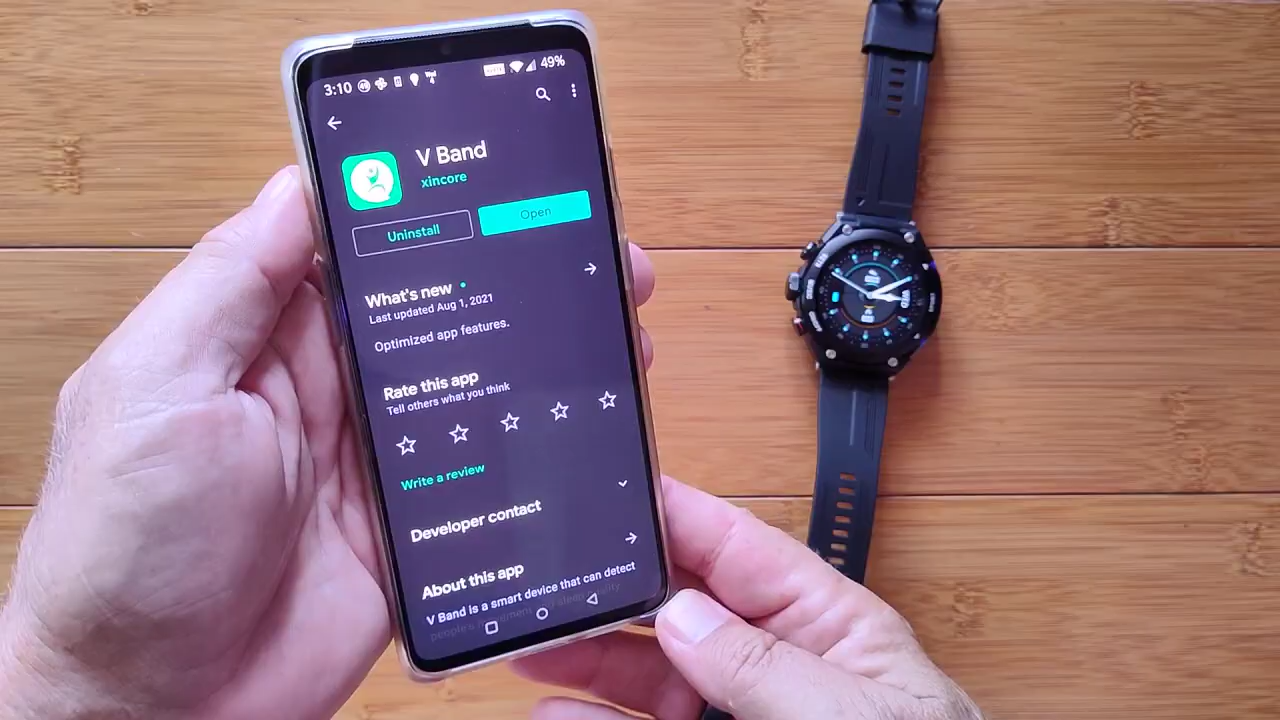 3:10
49%
V Band
xincore
Uninstall
Open
What's new
Last updated Aug 1, 2021
Optimized app features.
Rate this app
Tell others what you think
Write a review
Developer contact
About this app
V Band is a smart device that can detect
people's